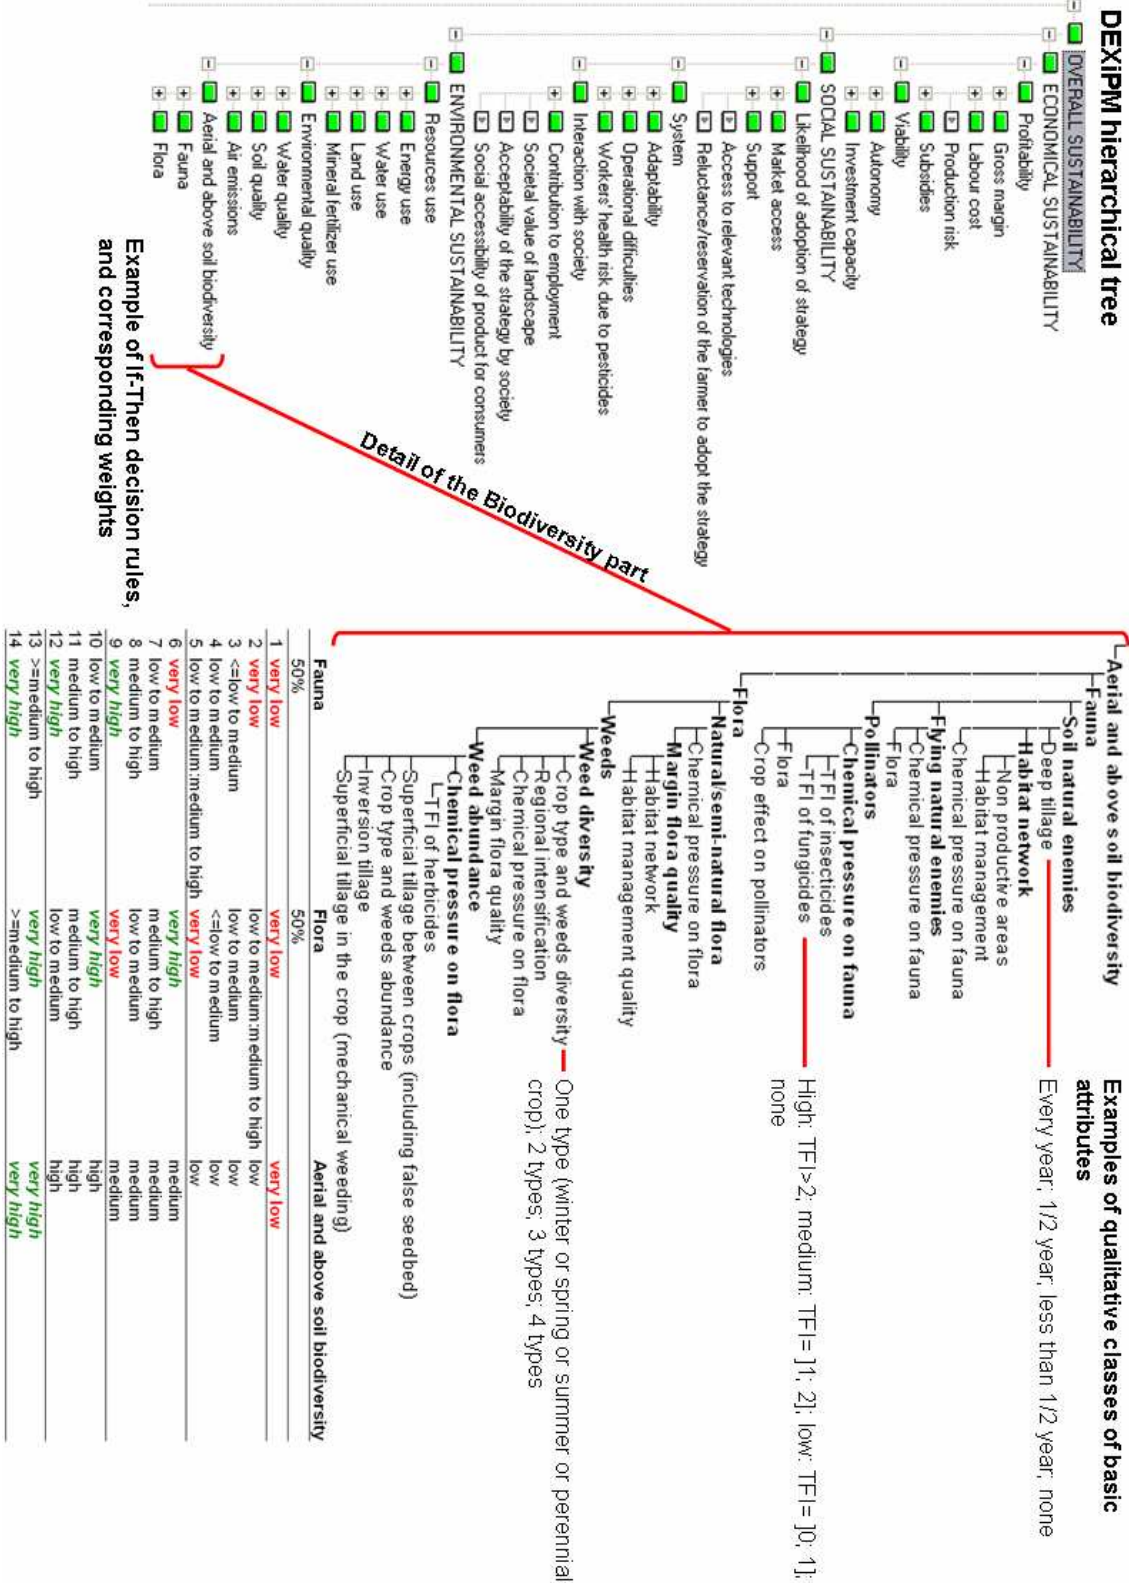 DEXiPM hierarchical tree
OVERALL SUSTAINABILITY
ECONOMICAL SUSTAINABILITY
Profitability
Gross margin
Labour cost
Production risk
Subsidies
Viability
Autonomy
Investment capacity
SOCIAL SUSTAINABILITY
Likelihood of adoption of strategy
Market access
Support
Access to relevant technologies
Reluctance/reservation of the farmer to adopt the strategy
System
Adaptability
Operational difficulties
Workers' health risk due to pesticides
Interaction with society
Contribution to employment
Societal value of landscape
Acceptability of the strategy by society
Social accessibility of product for consumers
ENVIRONMENTAL SUSTAINABILITY
Resources use
Energy use
Water use
Land use
Mineral fertilizer use
Environmental quality
Water quality
Soil quality
Air emissions
Aerial and above soil biodiversity
Fauna
Flora
Detail of the Biodiversity part
Examples of qualitative classes of basic
attributes
Aerial and above soil biodiversity
Fauna
Soil natural enemies
Deep tillage
Every year; 1/2 year; less than 1/2 year; none
Habitat network
Non productive areas
Habitat management
Chemical pressure on fauna
Flying natural enemies
Chemical pressure on fauna
Flora
Pollinators
Chemical pressure on fauna
TFI of insecticides
TFI of fungicides
High: TFI>2; medium: TFI= ]1; 2]; low: TFI= ]0; 1];
none
Flora
Crop effect on pollinators
Flora
Natural/semi-natural flora
Chemical pressure on flora
Margin flora quality
Habitat network
Habitat management quality
Weeds
Weed diversity
Crop type and weeds diversity
One type (winter or spring or summer or perennial
crop); 2 types; 3 types; 4 types
Regional intensification
Chemical pressure on flora
Margin flora quality
Weed abundance
Chemical pressure on flora
TFI of herbicides
Superficial tillage between crops (including false seedbed)
Crop type and weeds abundance
Inversion tillage
Superficial tillage in the crop (mechanical weeding)
Example of If-Then decision rules,
and corresponding weights
Fauna Flora Aerial and above soil biodiversity
50% 50%
1 very low very low very low
2 very low low to medium:medium to high low
3 <=low to medium low to medium low
4 low to medium <=low to medium low
5 low to medium:medium to high very low low
6 very low very high medium
7 low to medium medium to high medium
8 medium to high low to medium medium
9 very high very low medium
10 low to medium very high high
11 medium to high medium to high high
12 very high low to medium high
13 >=medium to high very high very high
14 very high >=medium to high very high